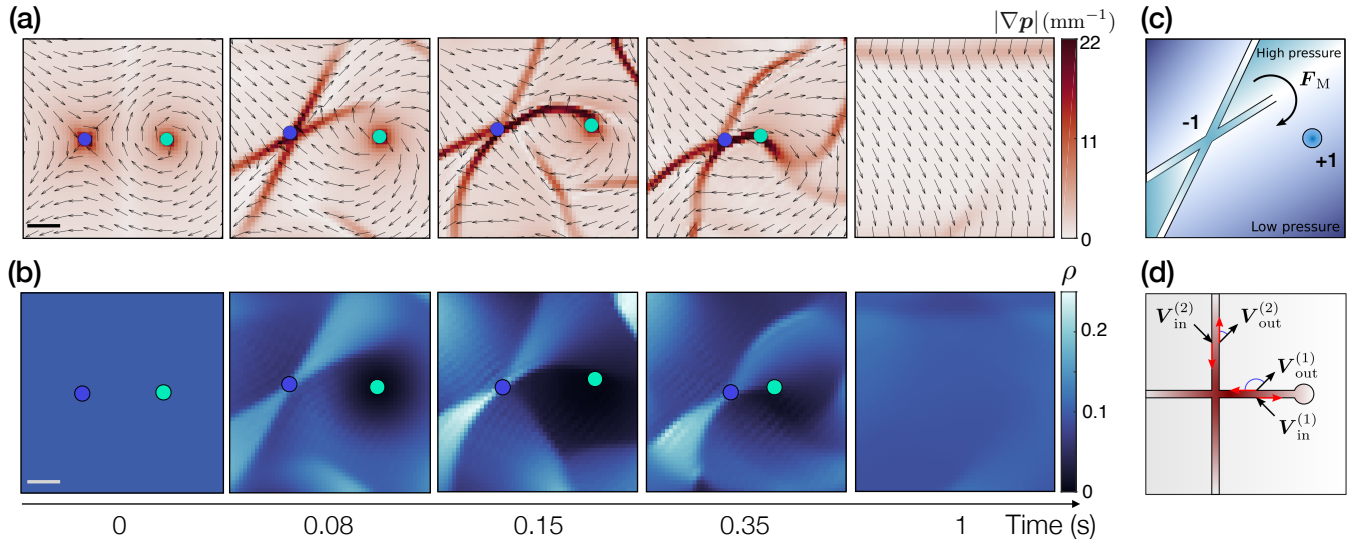 (a)
|∇p| (mm⁻¹)
22
11
0
(b)
ρ
0.2
0.1
0
0
0.08
0.15
0.35
1
Time (s)
(c)
High pressure
F_M
-1
+1
Low pressure
(d)
V_in^(2)
V_out^(2)
V_out^(1)
V_in^(1)